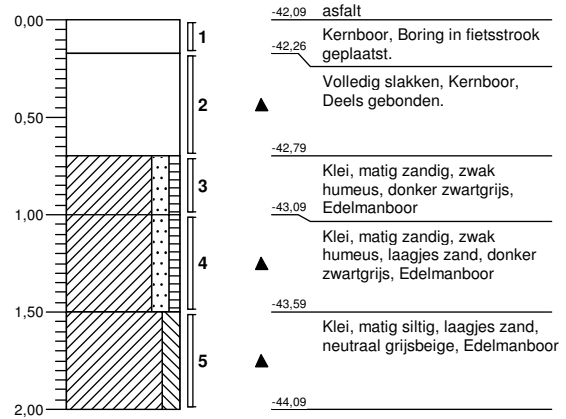 0,00
0,50
1,00
1,50
2,00
1
2
3
4
5
-42,09 asfalt
Kernboor, Boring in fietsstrook
-42,26 geplaatst.
Volledig slakken, Kernboor,
Deels gebonden.
-42,79
Klei, matig zandig, zwak
humeus, donker zwartgrijs,
-43,09 Edelmanboor
Klei, matig zandig, zwak
humeus, laagjes zand, donker
zwartgrijs, Edelmanboor
-43,59
Klei, matig siltig, laagjes zand,
neutraal grijsbeige, Edelmanboor
-44,09